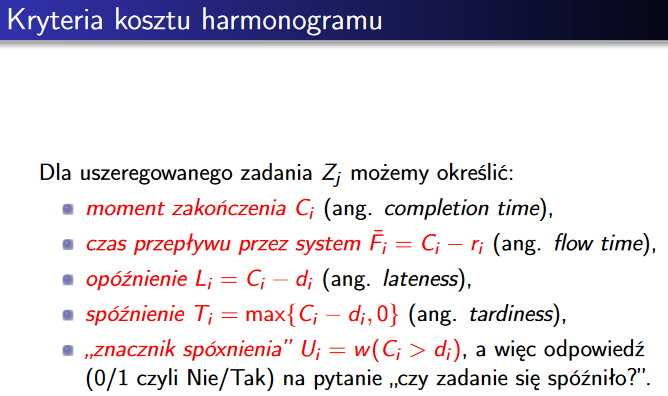 Kryteria kosztu harmonogramu
Dla uszeregowanego zadania Z_j możemy określić:
moment zakończenia C_i (ang. completion time),
czas przepływu przez system F̄_i = C_i − r_i (ang. flow time),
opóźnienie L_i = C_i − d_i (ang. lateness),
spóźnienie T_i = max{C_i − d_i, 0} (ang. tardiness),
„znacznik spóxnienia” U_i = w(C_i > d_i), a więc odpowiedź
(0/1 czyli Nie/Tak) na pytanie „czy zadanie się spóźniło?”.